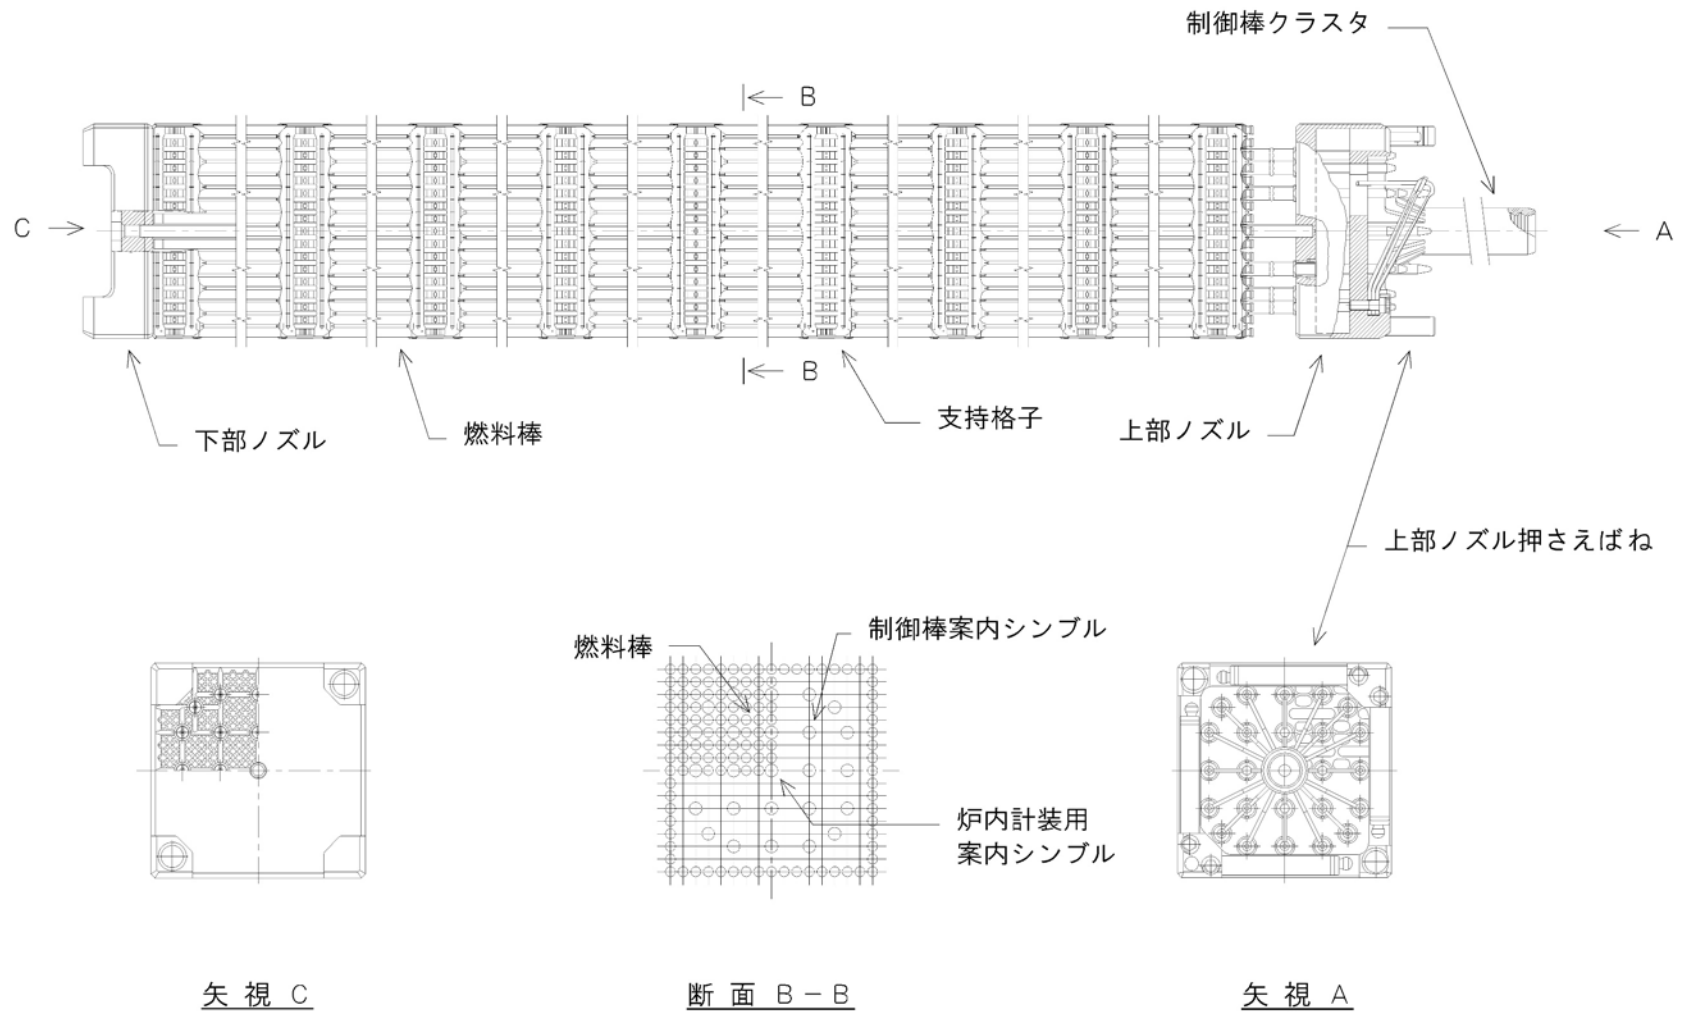 制御棒クラスタ
B
C
A
B
支持格子
上部ノズル
下部ノズル
燃料棒
上部ノズル押さえばね
制御棒案内シンブル
燃料棒
炉内計装用
案内シンブル
矢 視 C
断 面 B－B
矢 視 A